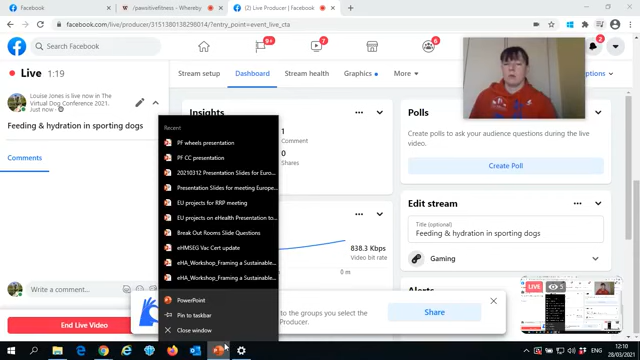 Facebook
/pawsitivefitness - Whereby
Live Producer | Facebook
facebook.com/live/producer/3151380138298014/?entry_point=event_live_cta
Search Facebook
9+
7
6
2
Live 1:19
Stream setup
Dashboard
Stream health
Graphics
More
Louise Jones is live now in The
Virtual Dog Conference 2021.
Just now
Feeding & hydration in sporting dogs
Comments
Insights
1
Comment
0
Shares
Polls
Create polls to ask your audience questions during the live
video.
Create Poll
Recent
PF wheels presentation
PF CC presentation
20210312 Presentation Slides for Euro...
Presentation Slides for meeting Europe...
EU projects for RRP meeting
EU projects on eHealth Presentation to...
Break Out Rooms Slide Questions
eHMSEG Vac Cert update
eHA_Workshop_Framing a Sustainable...
eHA_Workshop_Framing a Sustainable...
PowerPoint
Pin to taskbar
Close window
838.3 Kbps
Video bit rate
0 m
Edit stream
Title (optional)
Feeding & hydration in sporting dogs
Gaming
Alerts
Write a comment...
End Live Video
to the groups you select the
Producer.
Share
LIVE
5
ENG
12:10
28/03/2021